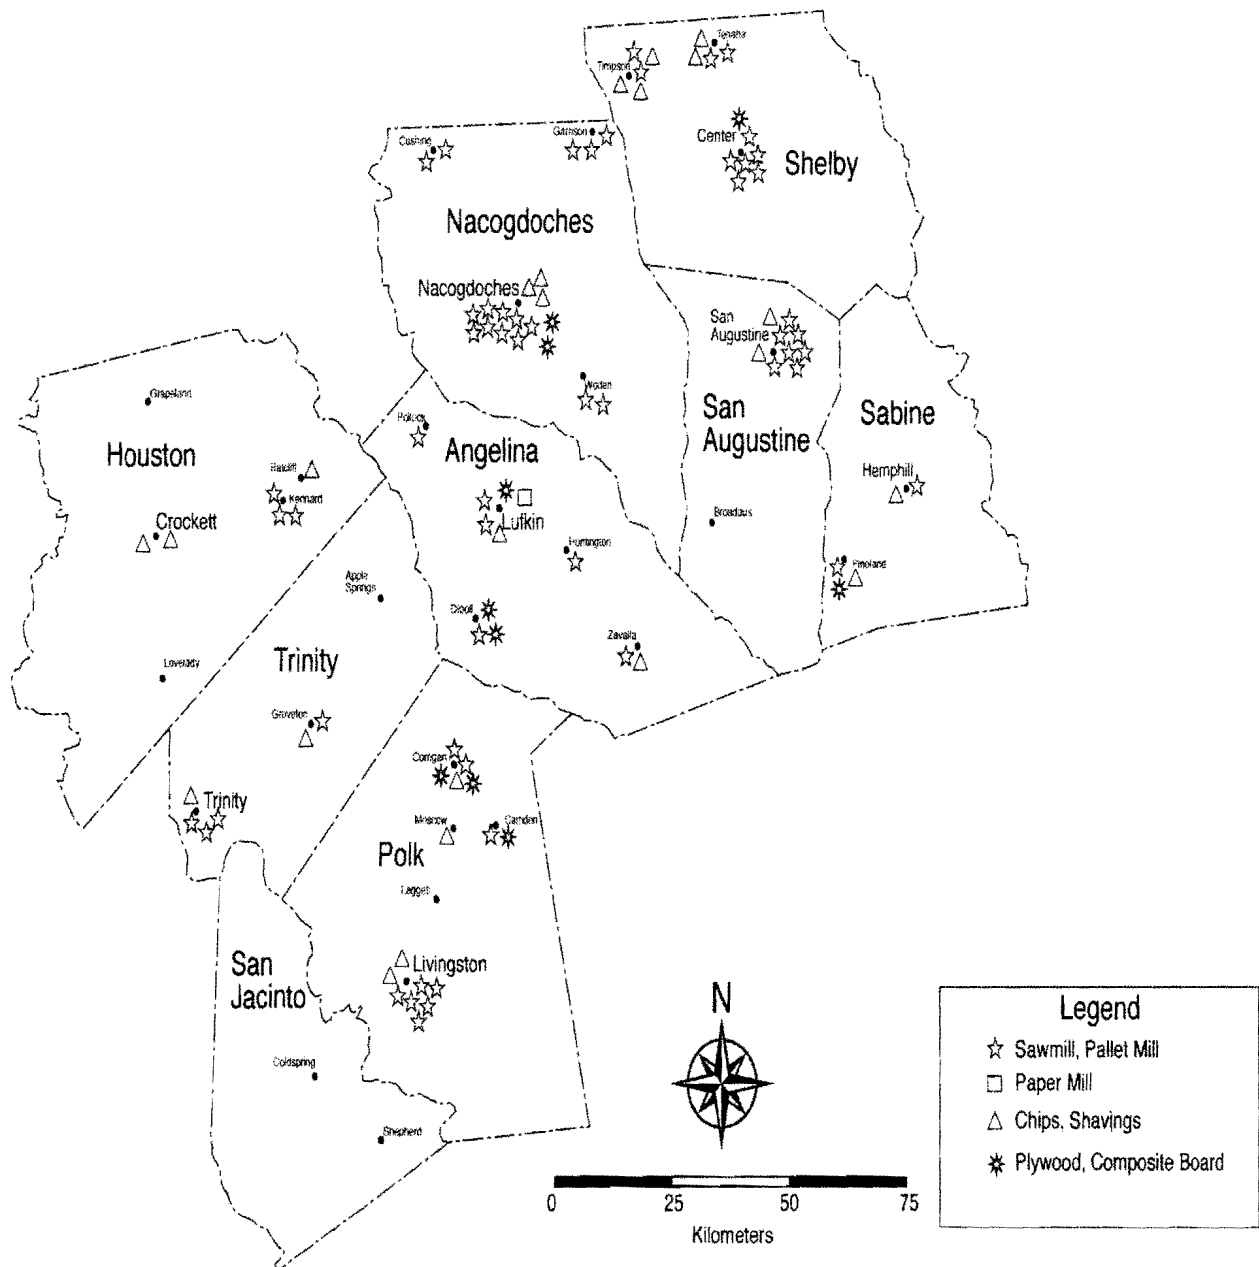 Tenaha
Timpson
Garrison
Cushing
Center
Shelby
Nacogdoches
Nacogdoches
San
Augustine
Woden
Grapeland
Pollock
San
Augustine
Sabine
Houston
Angelina
Ratcliff
Hemphill
Kennard
Crockett
Lufkin
Broaddus
Huntington
Pineland
Apple
Springs
Diboll
Zavalla
Lovelady
Trinity
Groveton
Corrigan
Trinity
Moscow
Camden
Polk
Leggett
San
Jacinto
Livingston
Coldspring
Shepherd
N
0 25 50 75
Kilometers
Legend
Sawmill, Pallet Mill
Paper Mill
Chips, Shavings
Plywood, Composite Board